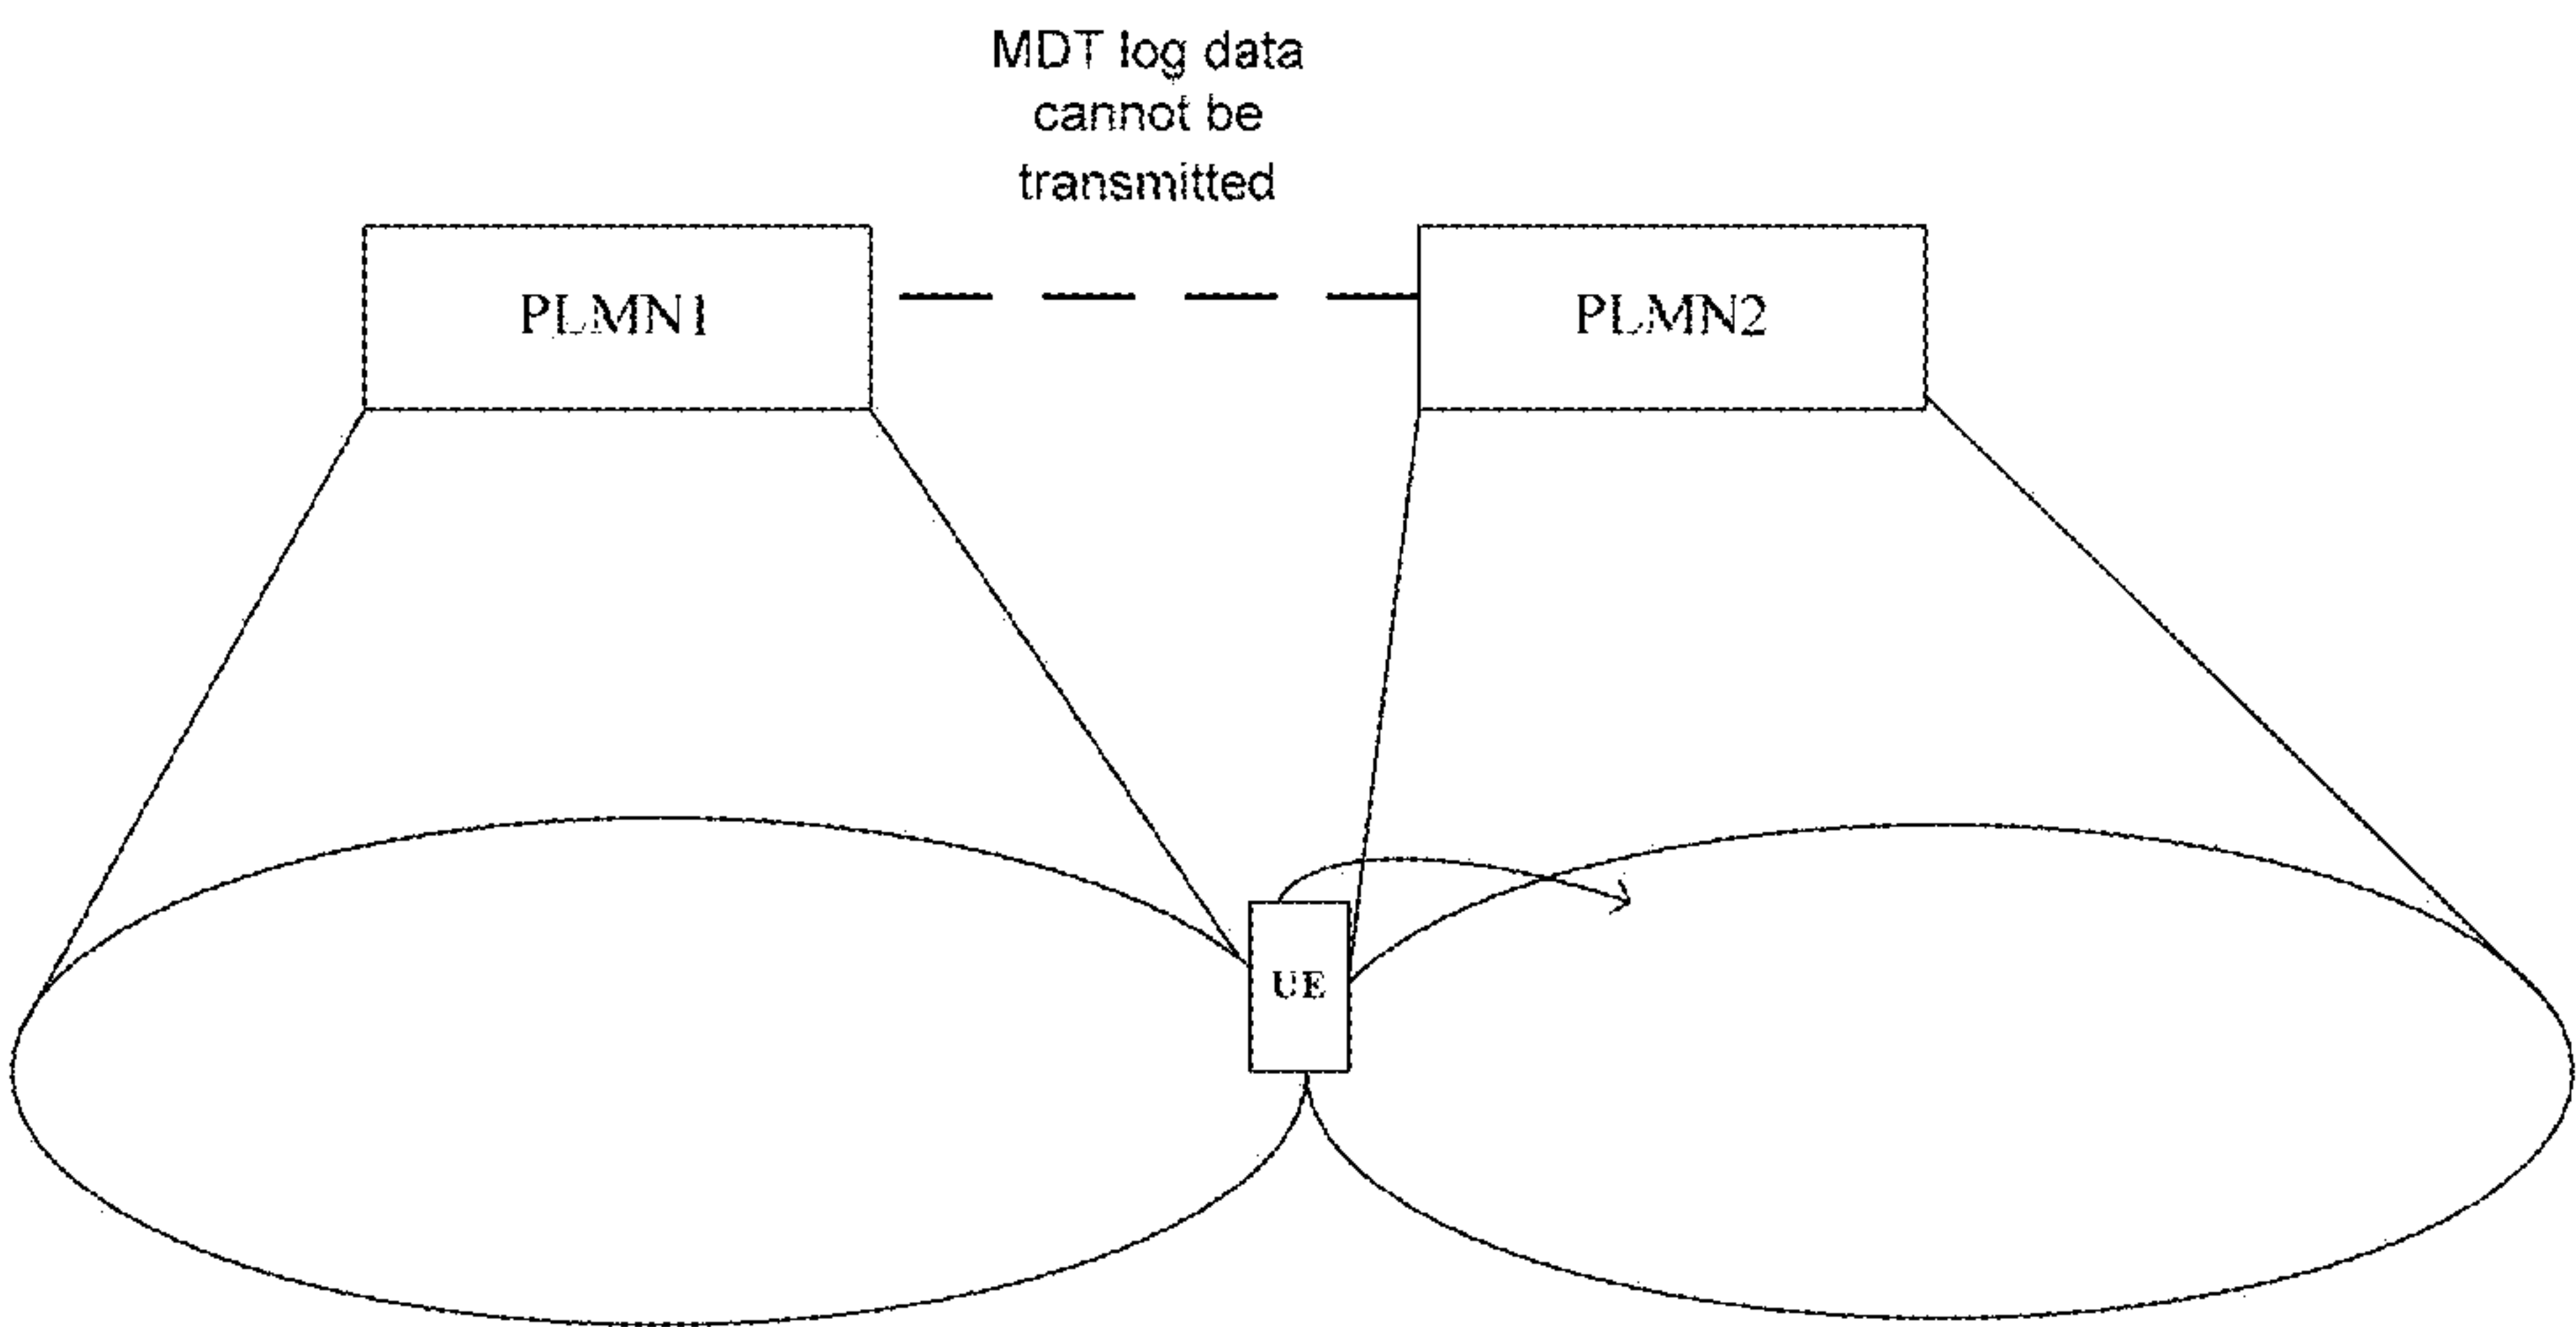 MDT log data
cannot be
transmitted
PLMN1
PLMN2
UE